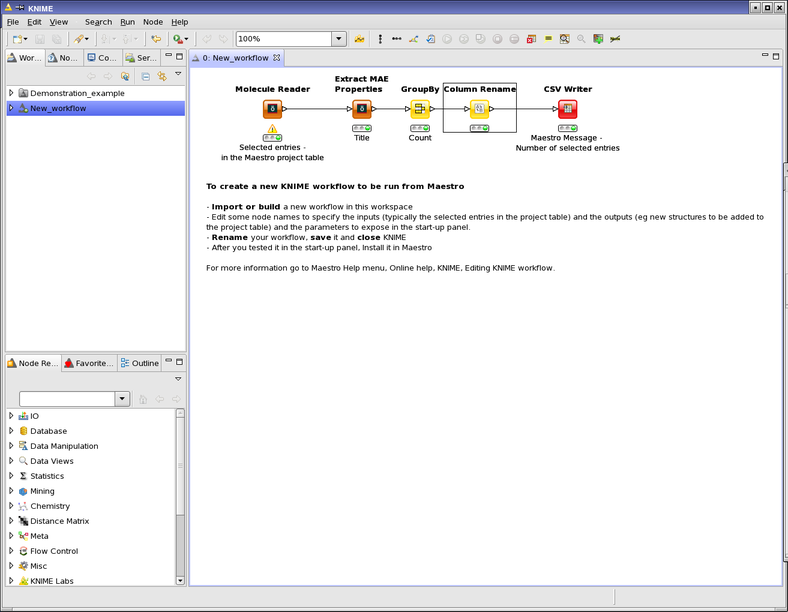 KNIME
File Edit View Search Run Node Help
100%
Wor... No... Co... Ser...
Demonstration_example
New_workflow
0: New_workflow
Molecule Reader
Extract MAE
Properties
GroupBy
Column Rename
CSV Writer
Selected entries -
in the Maestro project table
Title
Count
Maestro Message -
Number of selected entries
To create a new KNIME workflow to be run from Maestro
- Import or build a new workflow in this workspace
- Edit some node names to specify the inputs (typically the selected entries in the project table) and the outputs (eg new structures to be added to
the project table) and the parameters to expose in the start-up panel.
- Rename your workflow, save it and close KNIME
- After you tested it in the start-up panel, Install it in Maestro
For more information go to Maestro Help menu, Online help, KNIME, Editing KNIME workflow.
Node Re... Favorite... Outline
IO
Database
Data Manipulation
Data Views
Statistics
Mining
Chemistry
Distance Matrix
Meta
Flow Control
Misc
KNIME Labs